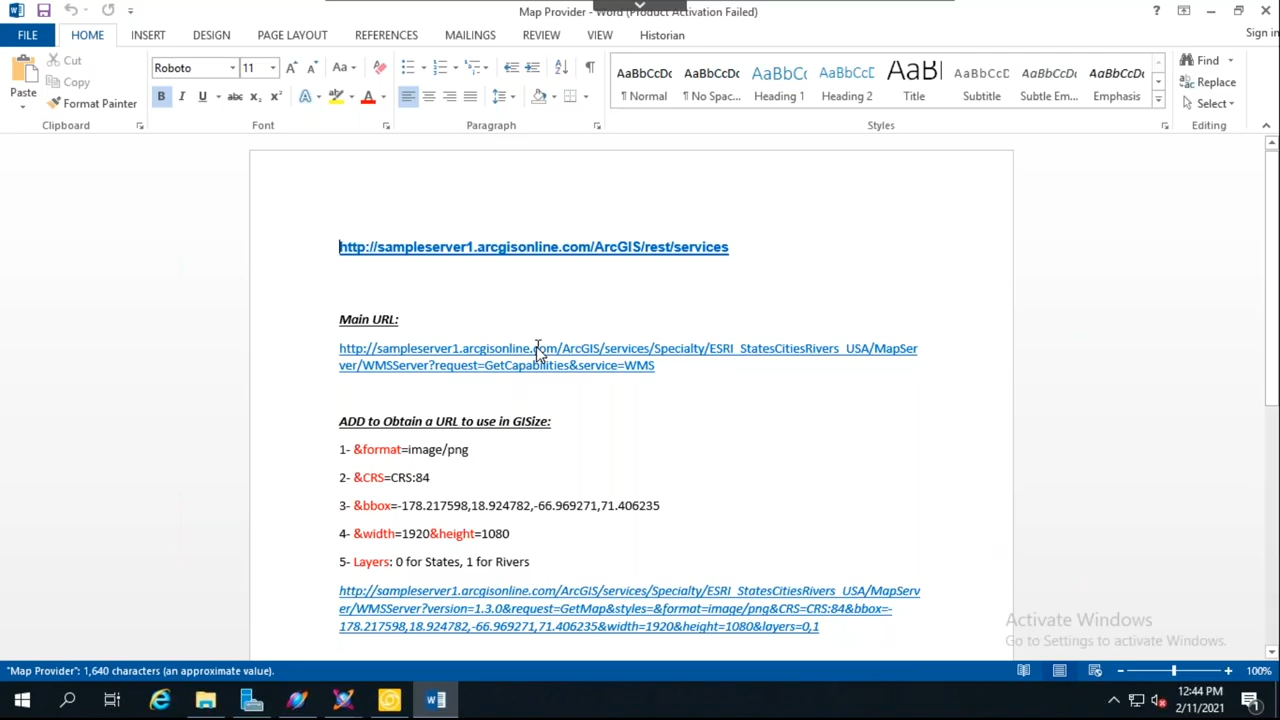 Map Provider - Word (Product Activation Failed)
?
FILE HOME INSERT DESIGN PAGE LAYOUT REFERENCES MAILINGS REVIEW VIEW Historian Sign in
Paste
Cut
Copy
Format Painter
Clipboard
Roboto 11
Aa
B I U abc x₂ x²
A A
Font
Paragraph
AaBbCcDc AaBbCcDc AaBbCc AaBbCc AaBl AaBbCcD AaBbCcDc AaBbCcDc
¶ Normal ¶ No Spac... Heading 1 Heading 2 Title Subtitle Subtle Em... Emphasis
Styles
Find
Replace
Select
Editing
http://sampleserver1.arcgisonline.com/ArcGIS/rest/services
Main URL:
http://sampleserver1.arcgisonline.com/ArcGIS/services/Specialty/ESRI_StatesCitiesRivers_USA/MapSer
ver/WMSServer?request=GetCapabilities&service=WMS
ADD to Obtain a URL to use in GISize:
1- &format=image/png
2- &CRS=CRS:84
3- &bbox=-178.217598,18.924782,-66.969271,71.406235
4- &width=1920&height=1080
5- Layers: 0 for States, 1 for Rivers
http://sampleserver1.arcgisonline.com/ArcGIS/services/Specialty/ESRI_StatesCitiesRivers_USA/MapServ
er/WMSServer?version=1.3.0&request=GetMap&styles=&format=image/png&CRS=CRS:84&bbox=-
178.217598,18.924782,-66.969271,71.406235&width=1920&height=1080&layers=0,1
Activate Windows
Go to Settings to activate Windows.
"Map Provider": 1,640 characters (an approximate value).
100%
12:44 PM
2/11/2021
1